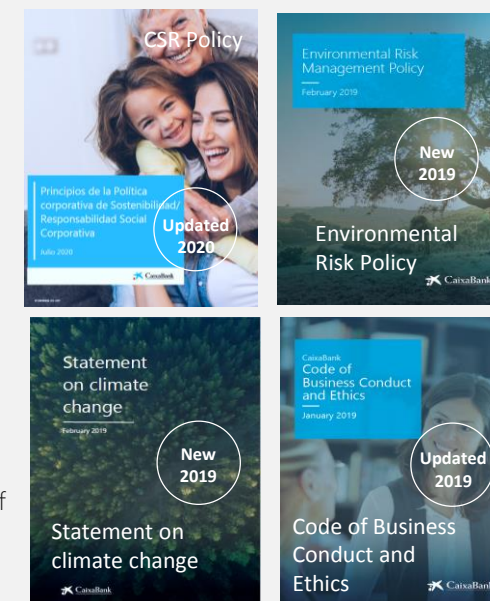 CSR Policy
Principios de la Política
corporativa de Sostenibilidad/
Responsabilidad Social
Corporativa
Julio 2020
Updated
2020
CaixaBank
Environmental Risk
Management Policy
February 2019
New
2019
Environmental
Risk Policy
CaixaBank
Statement
on climate
change
February 2019
New
2019
Statement on
climate change
CaixaBank
CaixaBank
Code of
Business Conduct
and Ethics
January 2019
Updated
2019
Code of Business
Conduct and
Ethics
CaixaBank
f